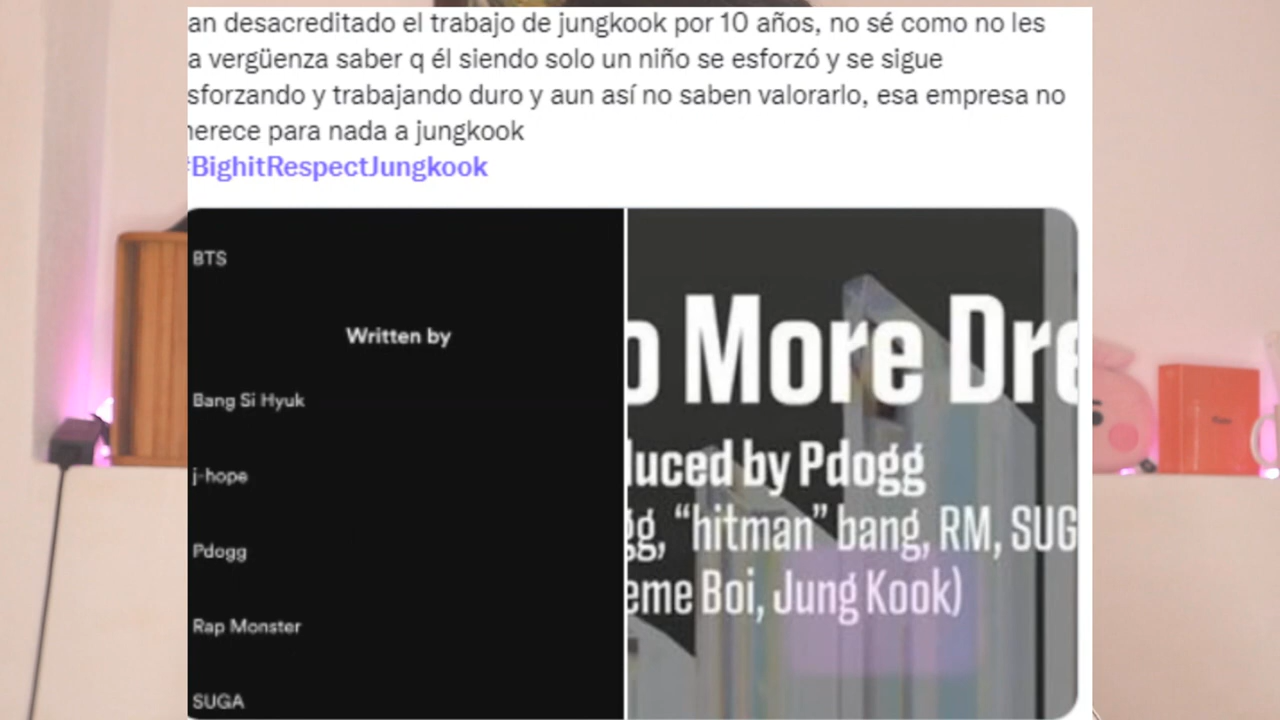 an desacreditado el trabajo de jungkook por 10 años, no sé como no les
a vergüenza saber q él siendo solo un niño se esforzó y se sigue
sforzando y trabajando duro y aun así no saben valorarlo, esa empresa no
merece para nada a jungkook
#BighitRespectJungkook
BTS
Written by
Bang Si Hyuk
j-hope
Pdogg
Rap Monster
SUGA
o More Dre
duced by Pdogg
gg, “hitman” bang, RM, SUG
eme Boi, Jung Kook)